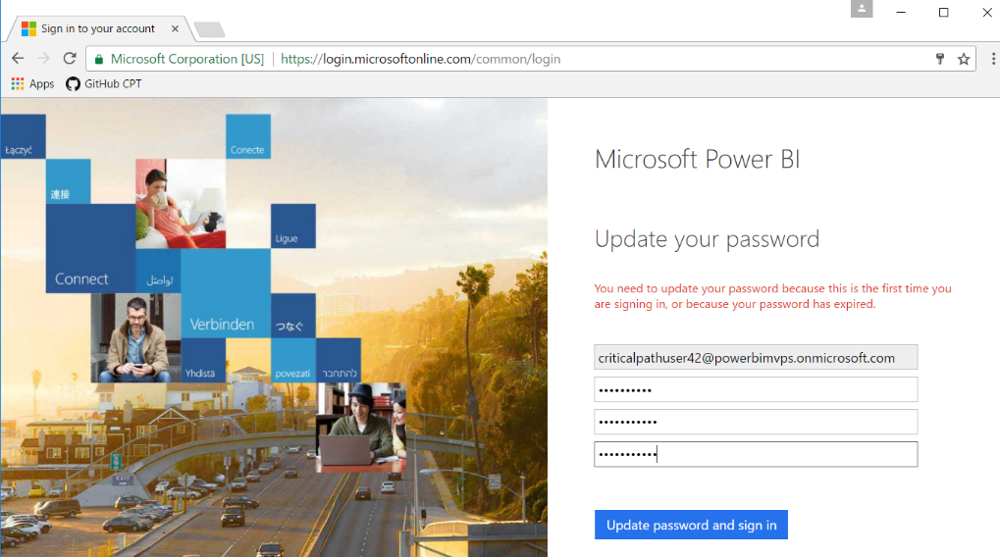 Sign in to your account
Microsoft Corporation [US] | https://login.microsoftonline.com/common/login
Apps GitHub CPT
Łączyć
Conecte
連接
Ligue
Connect
تواصل
Verbinden
つなぐ
Yhdistä
povezati
להתחבר
EXIT
Microsoft Power BI
Update your password
You need to update your password because this is the first time you
are signing in, or because your password has expired.
criticalpathuser42@powerbimvps.onmicrosoft.com
••••••••••
•••••••••••
•••••••••••
Update password and sign in